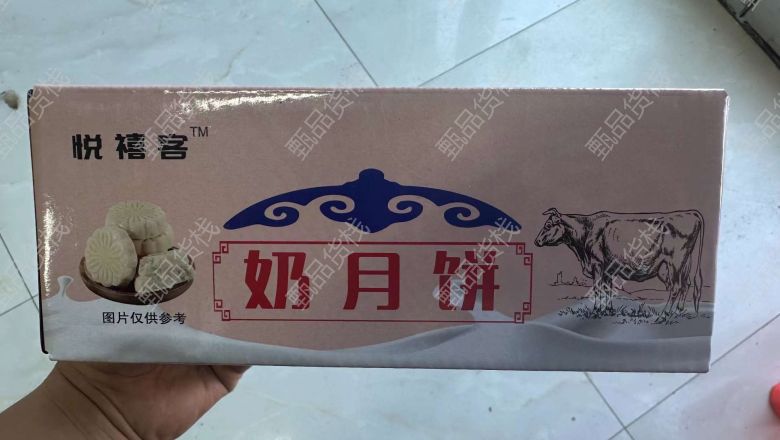 悦禧客™
奶月饼
图片仅供参考
甄品货栈